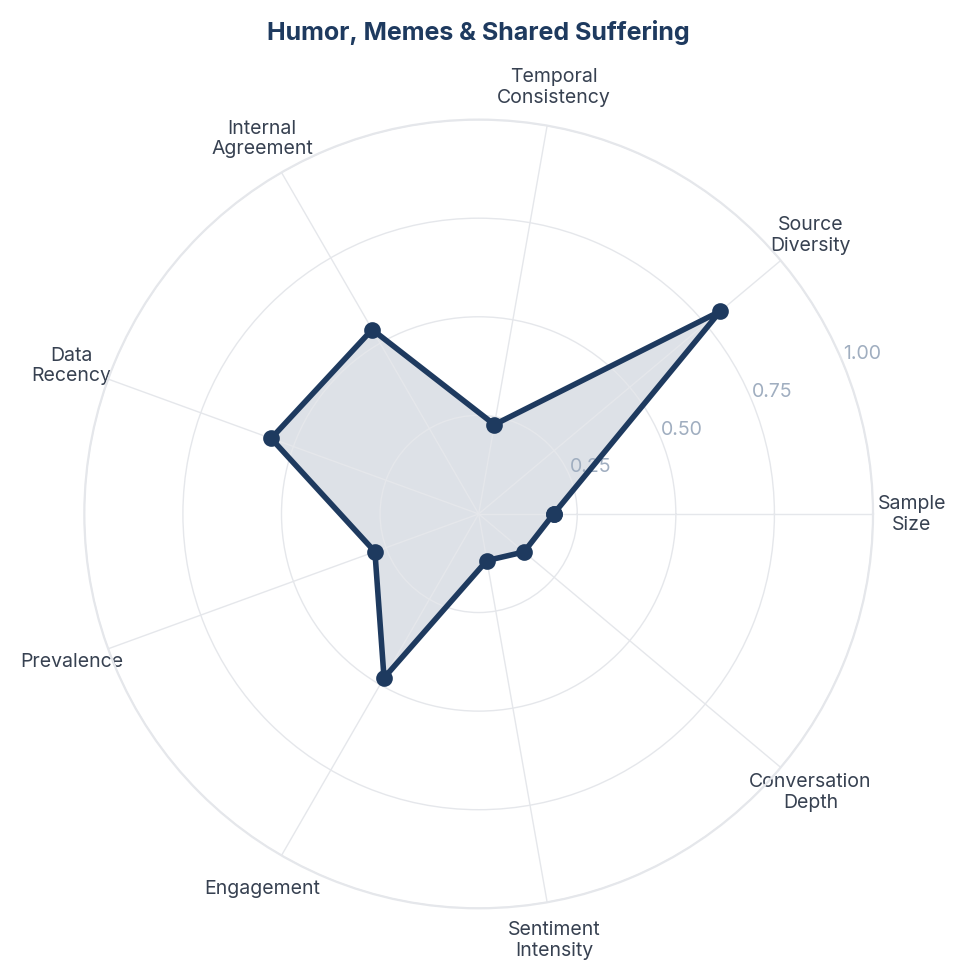 Humor, Memes & Shared Suffering
Temporal
Consistency
Internal
Agreement
Source
Diversity
1.00
Data
Recency
0.75
0.50
0.25
Sample
Size
Prevalence
Conversation
Depth
Engagement
Sentiment
Intensity